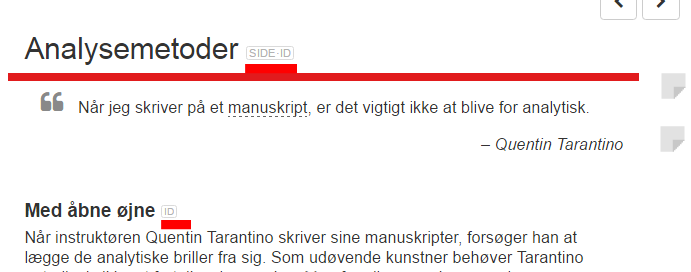 Analysemetoder SIDE-ID
Når jeg skriver på et manuskript, er det vigtigt ikke at blive for analytisk.
– Quentin Tarantino
Med åbne øjne ID
Når instruktøren Quentin Tarantino skriver sine manuskripter, forsøger han at
lægge de analytiske briller fra sig. Som udøvende kunstner behøver Tarantino